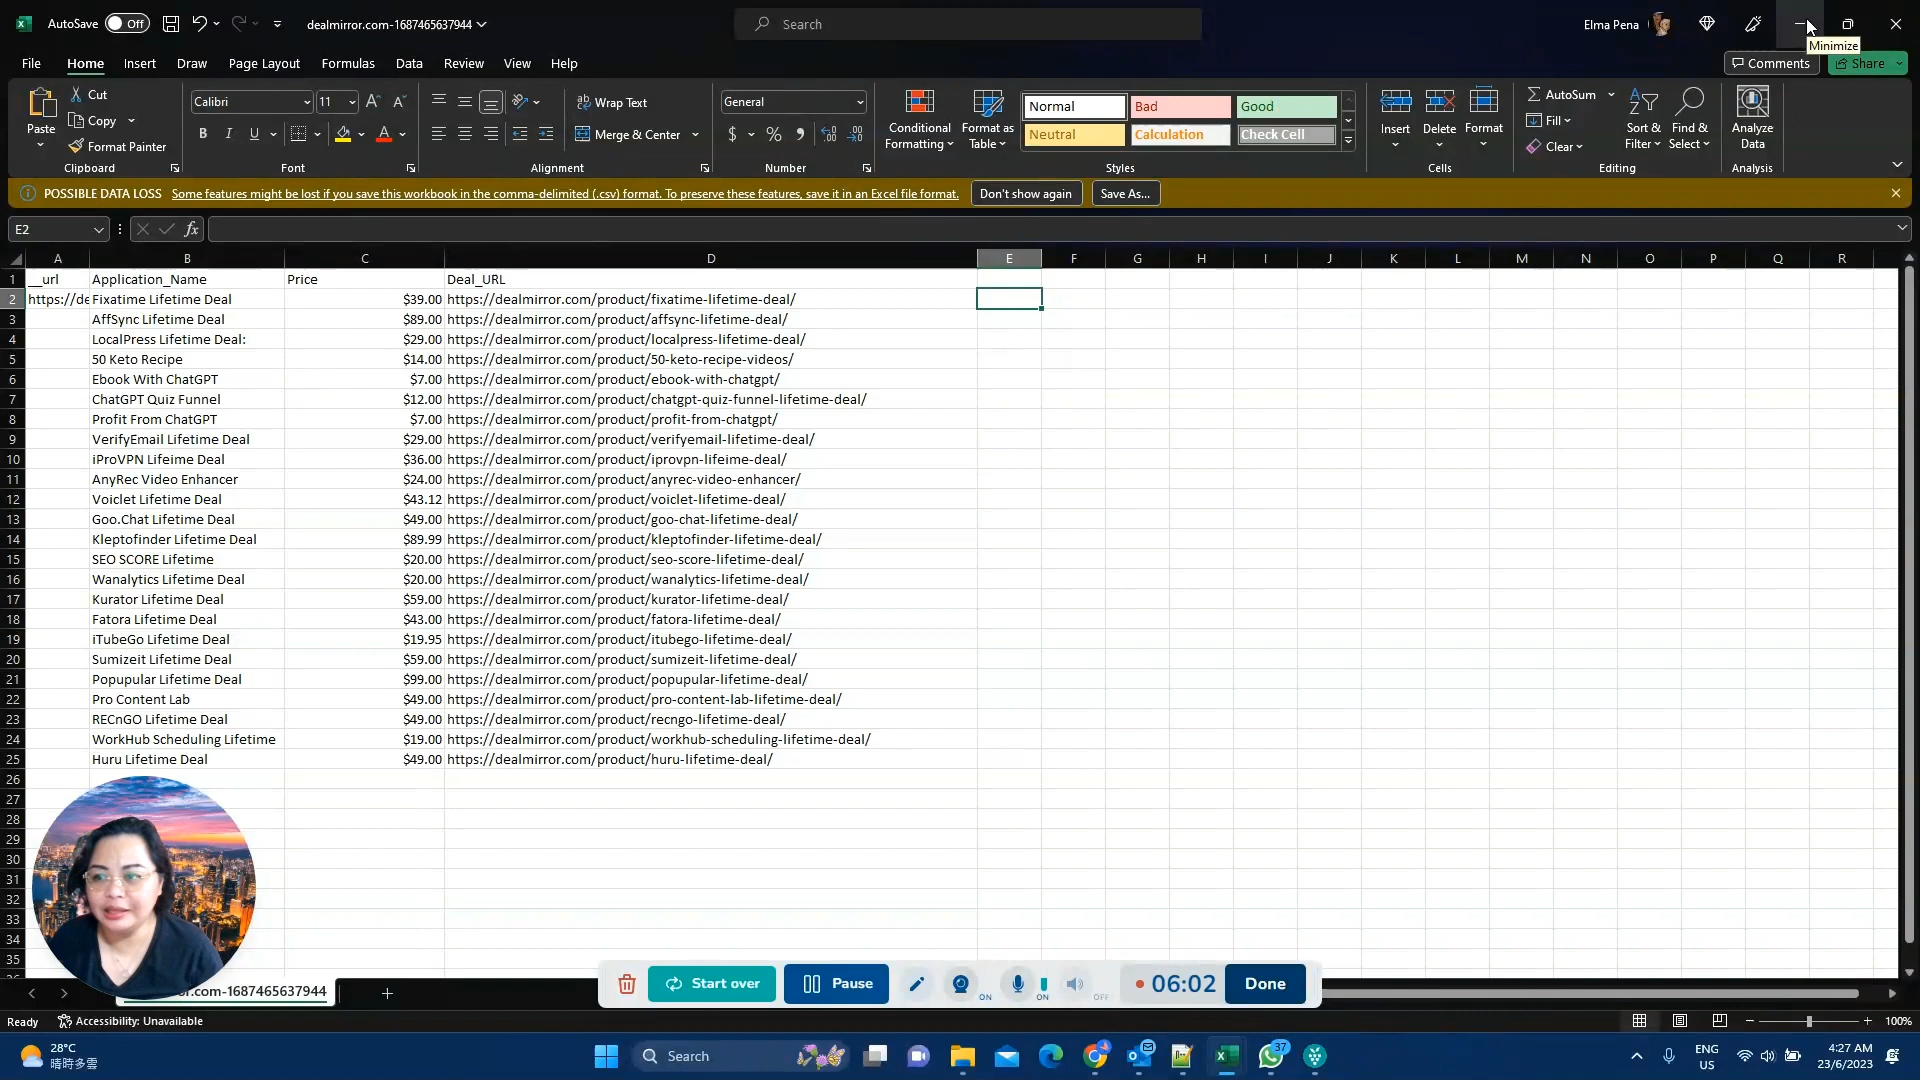 AutoSave Off dealmirror.com-1687465637944 Search Elma Pena
Minimize
File Home Insert Draw Page Layout Formulas Data Review View Help Comments Share
Paste Cut Copy Format Painter Clipboard
Calibri 11 B I U Font
Wrap Text Merge & Center Alignment
General $ % Number
Conditional Formatting Format as Table
Normal Bad Good
Neutral Calculation Check Cell
Styles
Insert Delete Format Cells
AutoSum Fill Clear Sort & Filter Find & Select Editing
Analyze Data Analysis
POSSIBLE DATA LOSS Some features might be lost if you save this workbook in the comma-delimited (.csv) format. To preserve these features, save it in an Excel file format. Don't show again Save As...
E2 fx
A B C D E F G H I J K L M N O P Q R
1 __url Application_Name Price Deal_URL
2 https://de Fixatime Lifetime Deal $39.00 https://dealmirror.com/product/fixatime-lifetime-deal/
3 AffSync Lifetime Deal $89.00 https://dealmirror.com/product/affsync-lifetime-deal/
4 LocalPress Lifetime Deal: $29.00 https://dealmirror.com/product/localpress-lifetime-deal/
5 50 Keto Recipe $14.00 https://dealmirror.com/product/50-keto-recipe-videos/
6 Ebook With ChatGPT $7.00 https://dealmirror.com/product/ebook-with-chatgpt/
7 ChatGPT Quiz Funnel $12.00 https://dealmirror.com/product/chatgpt-quiz-funnel-lifetime-deal/
8 Profit From ChatGPT $7.00 https://dealmirror.com/product/profit-from-chatgpt/
9 VerifyEmail Lifetime Deal $29.00 https://dealmirror.com/product/verifyemail-lifetime-deal/
10 iProVPN Lifeime Deal $36.00 https://dealmirror.com/product/iprovpn-lifeime-deal/
11 AnyRec Video Enhancer $24.00 https://dealmirror.com/product/anyrec-video-enhancer/
12 Voiclet Lifetime Deal $43.12 https://dealmirror.com/product/voiclet-lifetime-deal/
13 Goo.Chat Lifetime Deal $49.00 https://dealmirror.com/product/goo-chat-lifetime-deal/
14 Kleptofinder Lifetime Deal $89.99 https://dealmirror.com/product/kleptofinder-lifetime-deal/
15 SEO SCORE Lifetime $20.00 https://dealmirror.com/product/seo-score-lifetime-deal/
16 Wanalytics Lifetime Deal $20.00 https://dealmirror.com/product/wanalytics-lifetime-deal/
17 Kurator Lifetime Deal $59.00 https://dealmirror.com/product/kurator-lifetime-deal/
18 Fatora Lifetime Deal $43.00 https://dealmirror.com/product/fatora-lifetime-deal/
19 iTubeGo Lifetime Deal $19.95 https://dealmirror.com/product/itubego-lifetime-deal/
20 Sumizeit Lifetime Deal $59.00 https://dealmirror.com/product/sumizeit-lifetime-deal/
21 Popupular Lifetime Deal $99.00 https://dealmirror.com/product/popupular-lifetime-deal/
22 Pro Content Lab $49.00 https://dealmirror.com/product/pro-content-lab-lifetime-deal/
23 RECnGO Lifetime Deal $49.00 https://dealmirror.com/product/recngo-lifetime-deal/
24 WorkHub Scheduling Lifetime $19.00 https://dealmirror.com/product/workhub-scheduling-lifetime-deal/
25 Huru Lifetime Deal $49.00 https://dealmirror.com/product/huru-lifetime-deal/
26
27
28
29
30
31
32
33
34
35
Start over Pause ON ON OFF 06:02 Done
.com-1687465637944
Ready Accessibility: Unavailable 100%
28°C
晴時多雲
Search 37
ENG
US
4:27 AM
23/6/2023